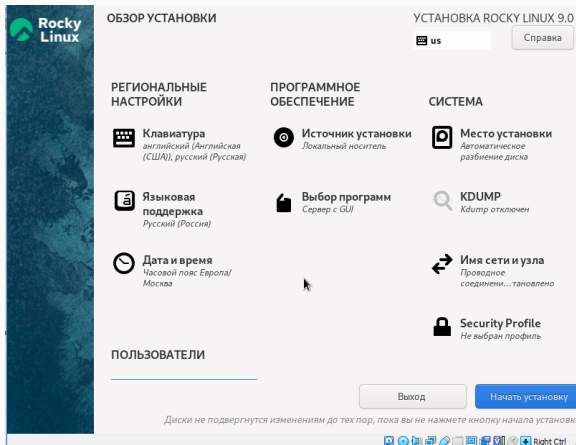 Rocky Linux
ОБЗОР УСТАНОВКИ
УСТАНОВКА ROCKY LINUX 9.0
us
Справка
РЕГИОНАЛЬНЫЕ НАСТРОЙКИ
Клавиатура
английский (Английская (США)), русский (Русская)
Языковая поддержка
Русский (Россия)
Дата и время
Часовой пояс Европа/Москва
ПРОГРАММНОЕ ОБЕСПЕЧЕНИЕ
Источник установки
Локальный носитель
Выбор программ
Сервер с GUI
СИСТЕМА
Место установки
Автоматическое разбиение диска
KDUMP
Kdump отключен
Имя сети и узла
Проводное соединени...тановлено
Security Profile
Не выбран профиль
ПОЛЬЗОВАТЕЛИ
Выход
Начать установку
Диски не подвергнутся изменениям до тех пор, пока вы не нажмете кнопку начала установк
Right Ctrl